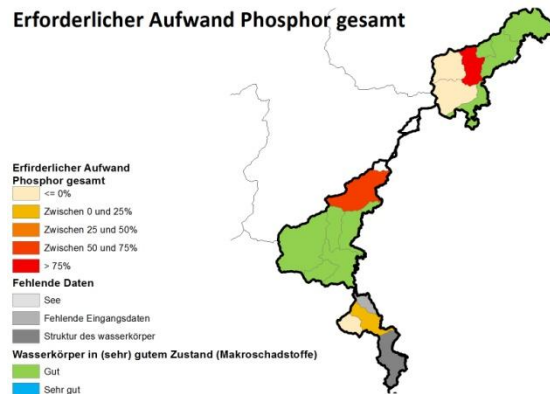 Erforderlicher Aufwand Phosphor gesamt
Erfirderlicher Aufwand
Phosphor gesamt
<= 0%
Zwischen 0 und 25%
Zwischen 25 und 50%
Zwischen 50 und 75%
> 75%
Fehlende Daten
See
Fehlende Eingangsdaten
Struktur des wasserkörper
Wasserkörper in (sehr) gutem Zustand (Makroschadstoffe)
Gut
Sehr gut